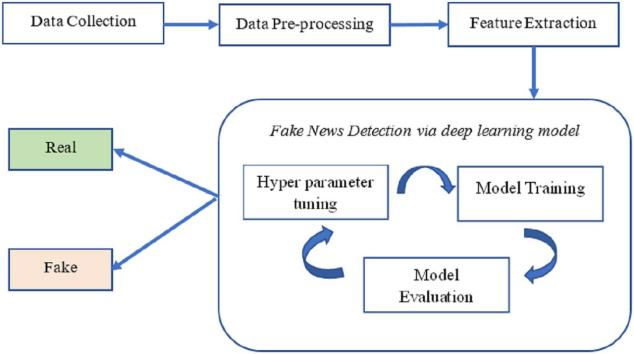 Data Collection
Data Pre-processing
Feature Extraction
Fake News Detection via deep learning model
Real
Hyper parameter
tuning
Model Training
Fake
Model
Evaluation